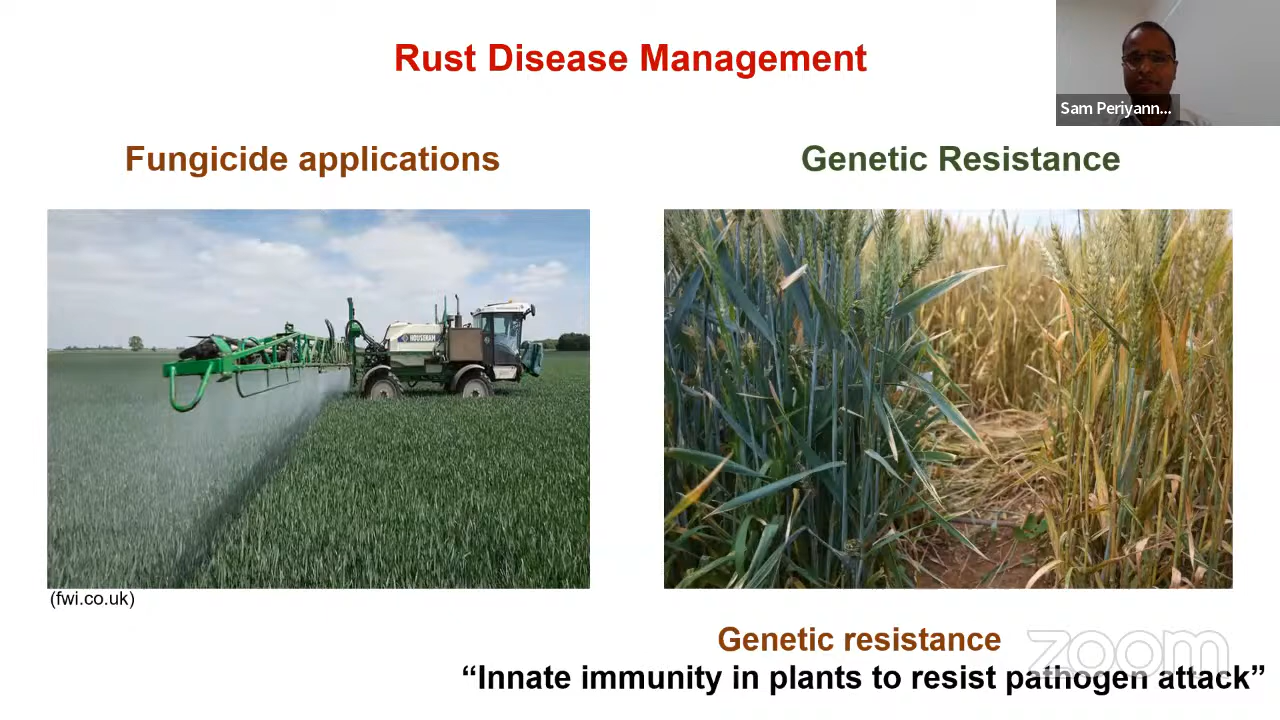 Rust Disease Management
Sam Periyann...
Fungicide applications
Genetic Resistance
HOUSEHAM
(fwi.co.uk)
Genetic resistance
zoom
“Innate immunity in plants to resist pathogen attack”